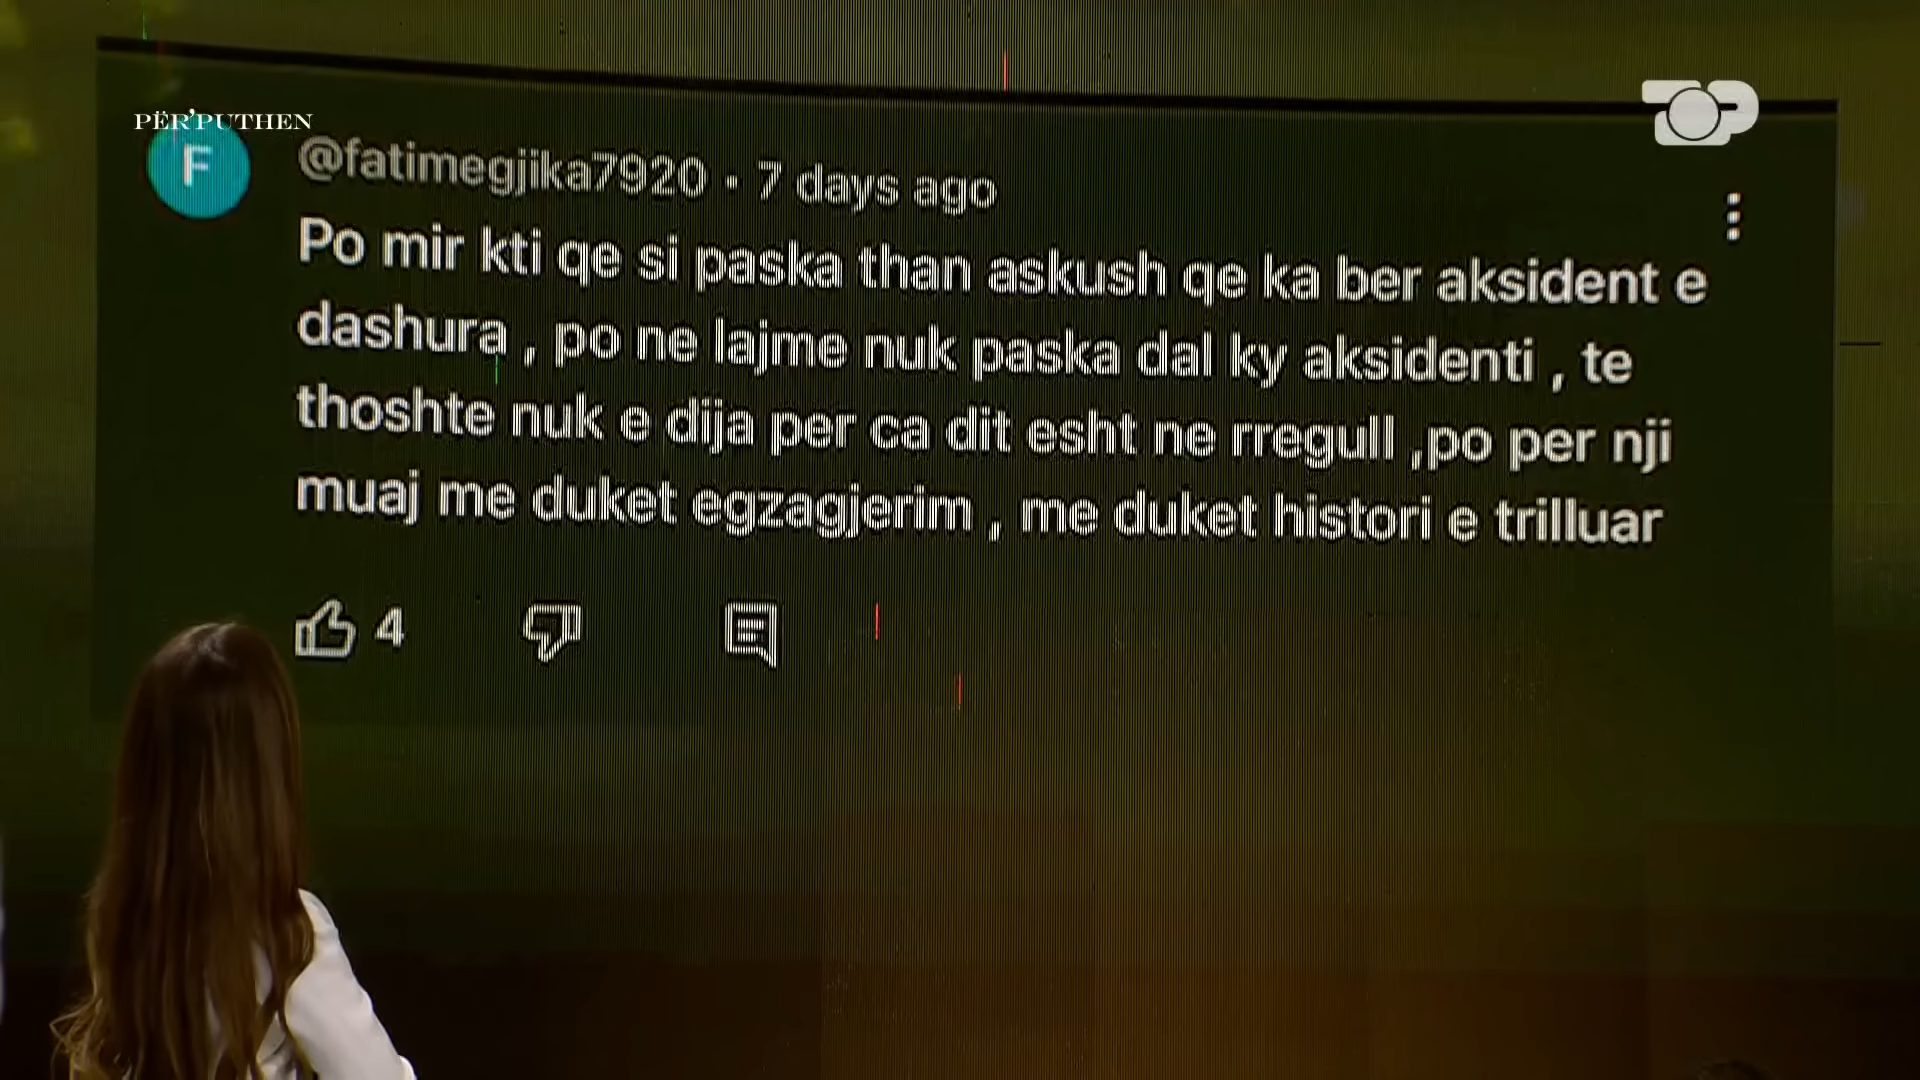 PËR'PUTHEN
TOP
F
@fatimegjika7920 • 7 days ago
Po mir kti qe si paska than askush qe ka ber aksident e
dashura , po ne lajme nuk paska dal ky aksidenti , te
thoshte nuk e dija per ca dit esht ne rregull ,po per nji
muaj me duket egzagjerim , me duket histori e trilluar
4